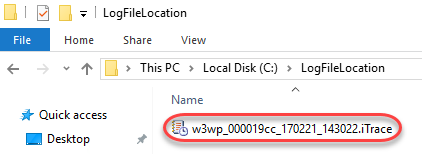 LogFileLocation
File Home Share View
This PC Local Disk (C:) LogFileLocation
Name
Quick access
w3wp_000019cc_170221_143022.iTrace
Desktop